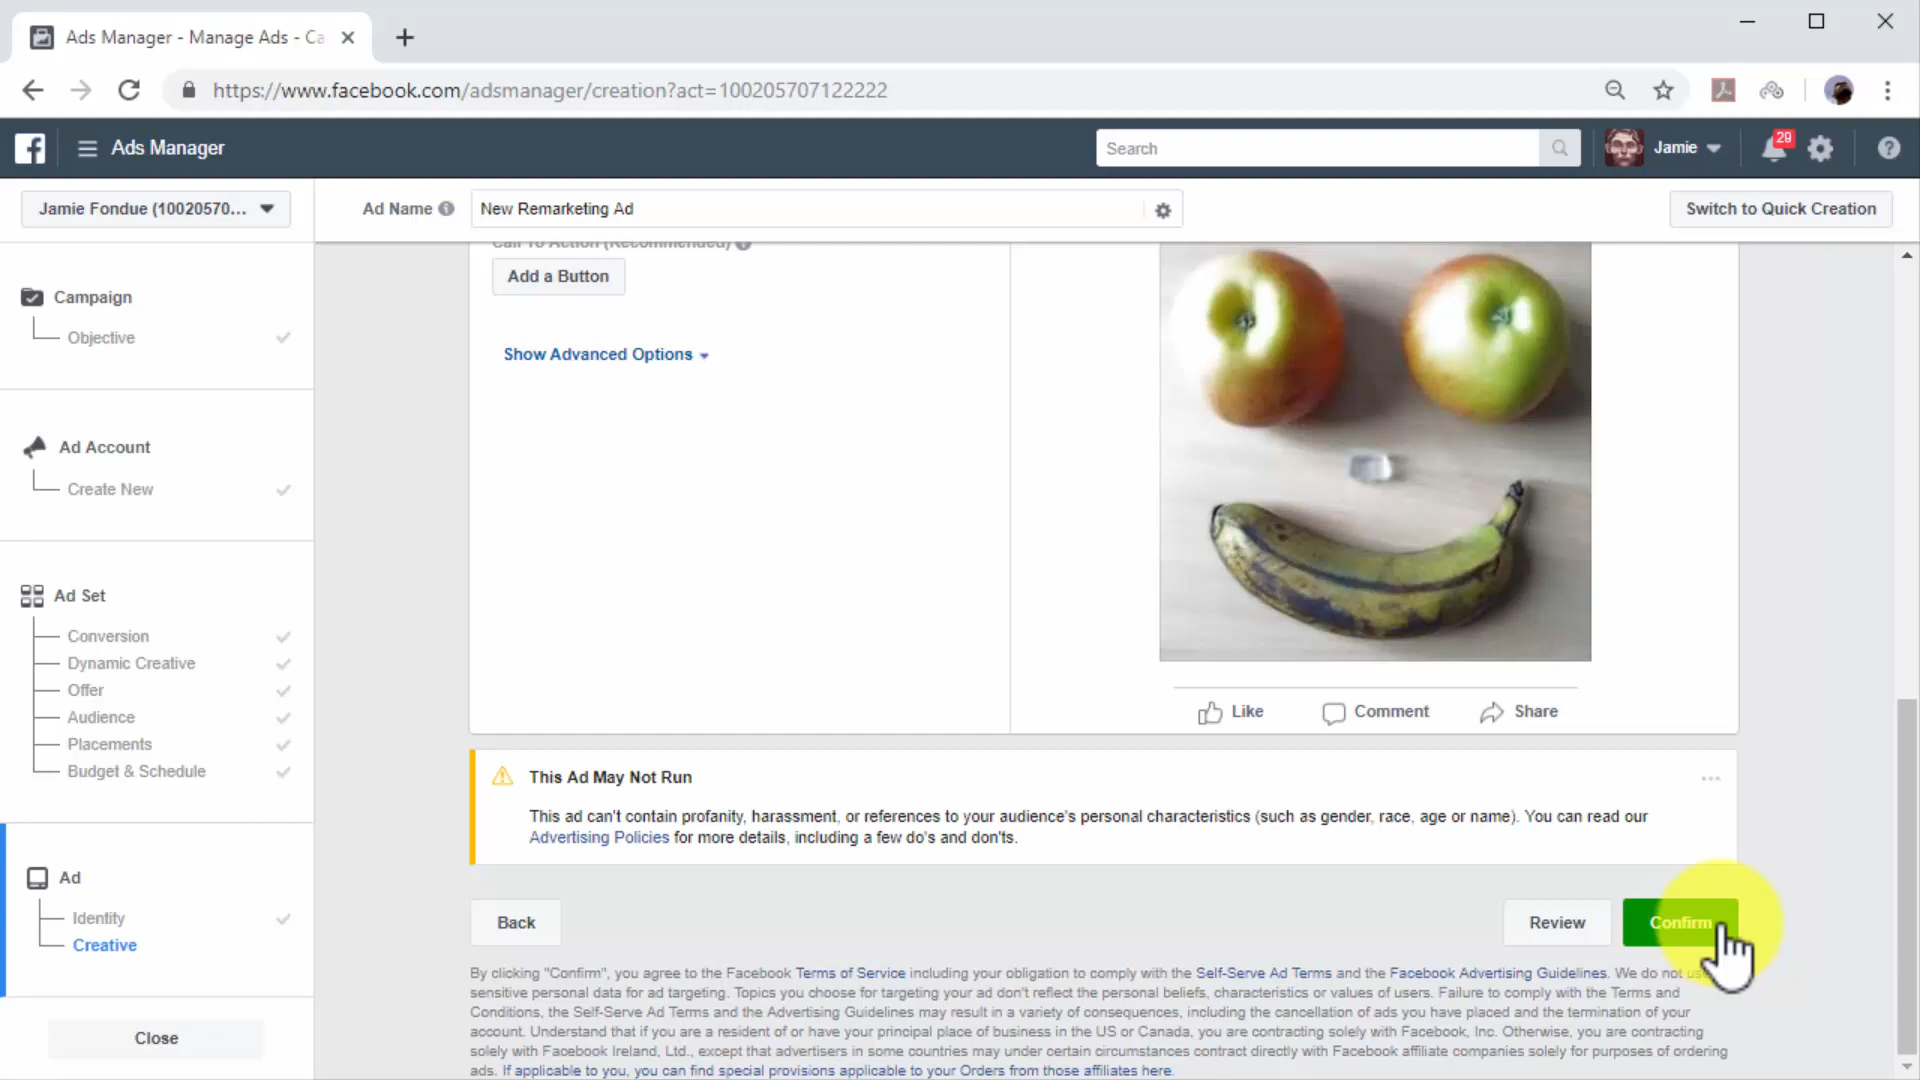 Ads Manager - Manage Ads - Ca
https://www.facebook.com/adsmanager/creation?act=100205707122222
Ads Manager
Search
Jamie
29
Jamie Fondue (10020570...
Ad Name
New Remarketing Ad
Switch to Quick Creation
Call To Action (Recommended)
Add a Button
Show Advanced Options
Campaign
Objective
Ad Account
Create New
Ad Set
Conversion
Dynamic Creative
Offer
Audience
Placements
Budget & Schedule
Ad
Identity
Creative
Close
Like
Comment
Share
This Ad May Not Run
This ad can't contain profanity, harassment, or references to your audience's personal characteristics (such as gender, race, age or name). You can read our
Advertising Policies for more details, including a few do's and don'ts.
Back
Review
Confirm
By clicking "Confirm", you agree to the Facebook Terms of Service including your obligation to comply with the Self-Serve Ad Terms and the Facebook Advertising Guidelines. We do not
sensitive personal data for ad targeting. Topics you choose for targeting your ad don't reflect the personal beliefs, characteristics or values of users. Failure to comply with the Terms and
Conditions, the Self-Serve Ad Terms and the Advertising Guidelines may result in a variety of consequences, including the cancellation of ads you have placed and the termination of your
account. Understand that if you are a resident of or have your principal place of business in the US or Canada, you are contracting solely with Facebook, Inc. Otherwise, you are contracting
solely with Facebook Ireland, Ltd., except that advertisers in some countries may under certain circumstances contract directly with Facebook affiliate companies solely for purposes of ordering
ads. If applicable to you, you can find special provisions applicable to your Orders from those affiliates here.